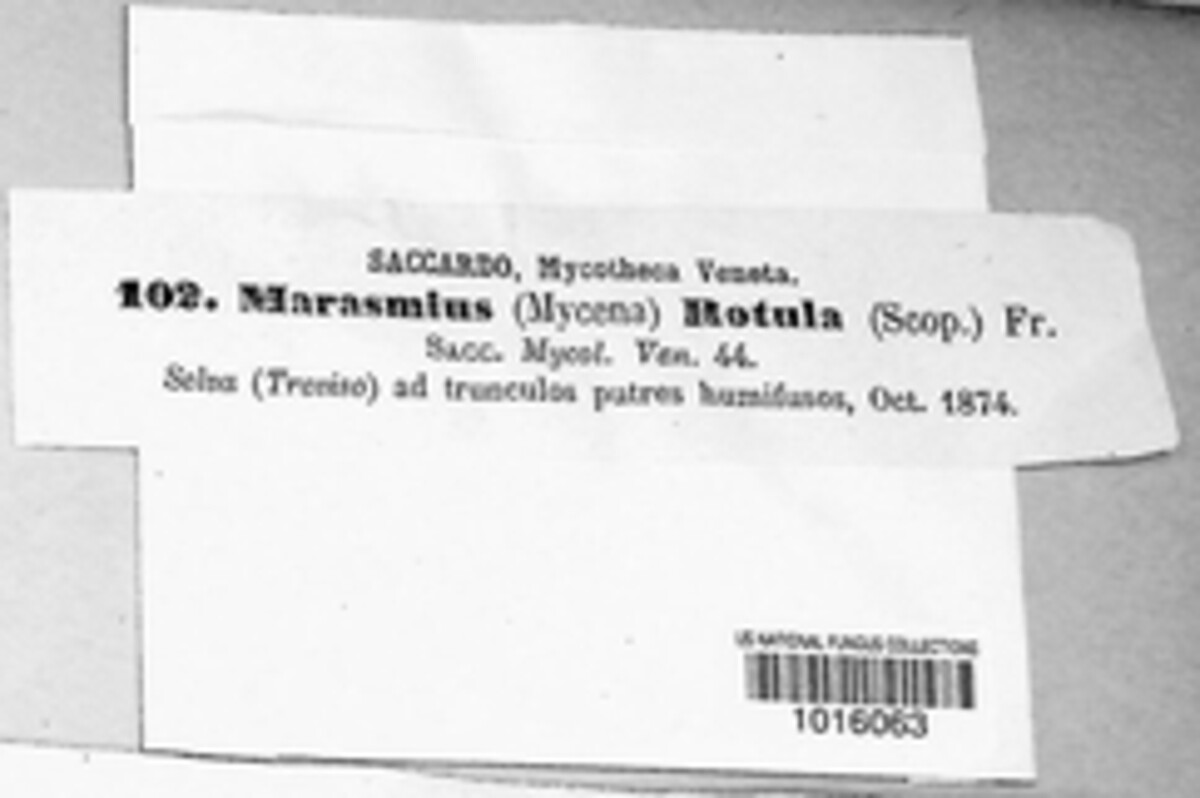 SACCARDO, Mycotheca Veneta.
102. Marasmius (Mycena) Rotula (Scop.) Fr.
SACC. Mycol. Ven. 44.
Selva (Treviso) ad trunculos putres humifusos, Oct. 1874.
US NATIONAL FUNGUS COLLECTIONS
1016063